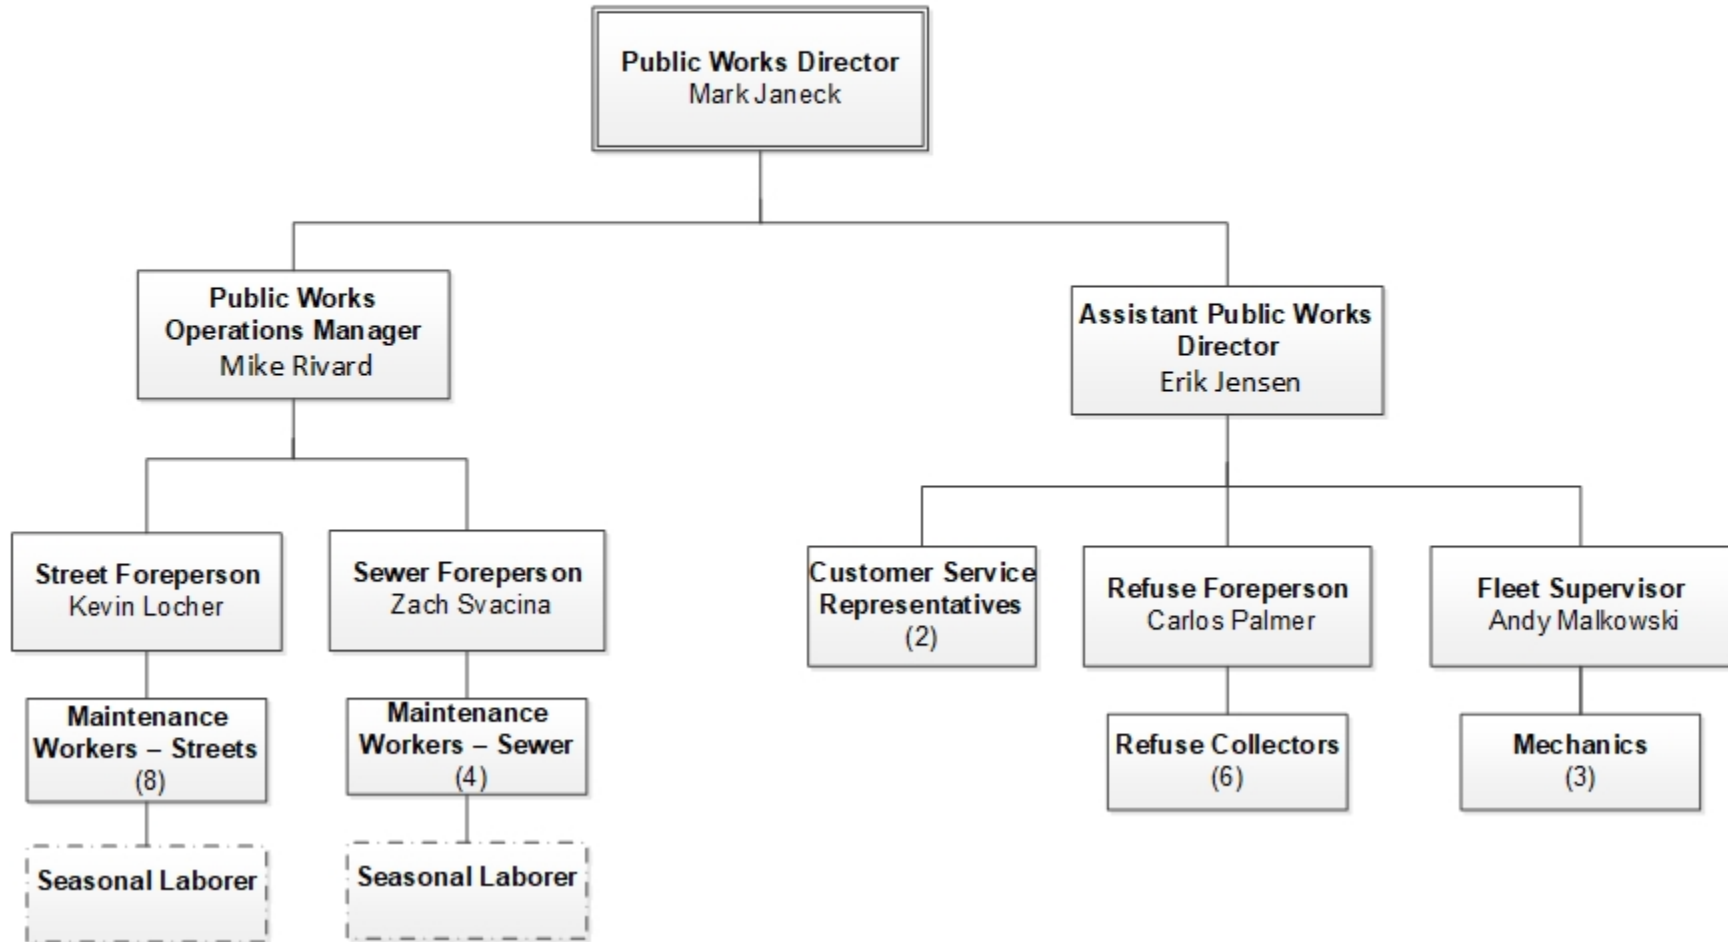 Public Works Director
Mark Janeck
Public Works
Operations Manager
Mike Rivard
Assistant Public Works
Director
Erik Jensen
Street Foreperson
Kevin Locher
Sewer Foreperson
Zach Svacina
Customer Service
Representatives
(2)
Refuse Foreperson
Carlos Palmer
Fleet Supervisor
Andy Malkowski
Maintenance
Workers – Streets
(8)
Maintenance
Workers – Sewer
(4)
Refuse Collectors
(6)
Mechanics
(3)
Seasonal Laborer
Seasonal Laborer